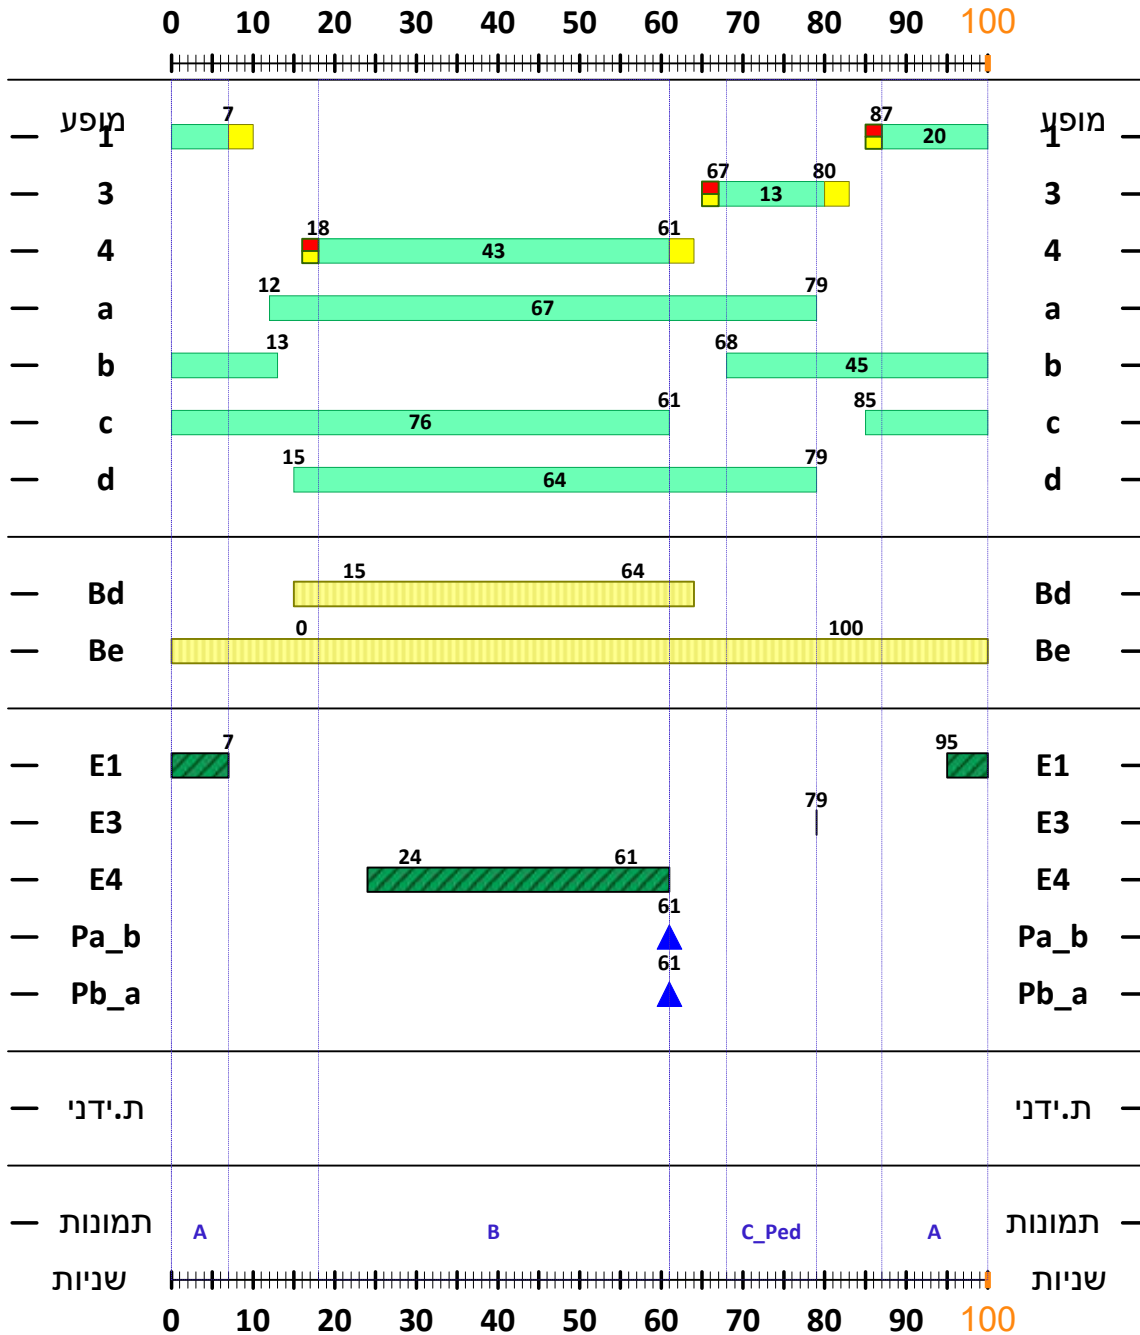 0 10 20 30 40 50 60 70 80 90 100
מופע מופע
7 87
1 20 1
67 80
3 13 3
18 61
4 43 4
12 79
a 67 a
13 68
b 45 b
61 85
c 76 c
15 79
d 64 d
15 64
Bd Bd
0 100
Be Be
7 95
E1 E1
79
E3 E3
24 61
E4 E4
61
Pa_b Pa_b
61
Pb_a Pb_a
ת.ידני ת.ידני
תמונות A B C_Ped A תמונות
שניות שניות
0 10 20 30 40 50 60 70 80 90 100